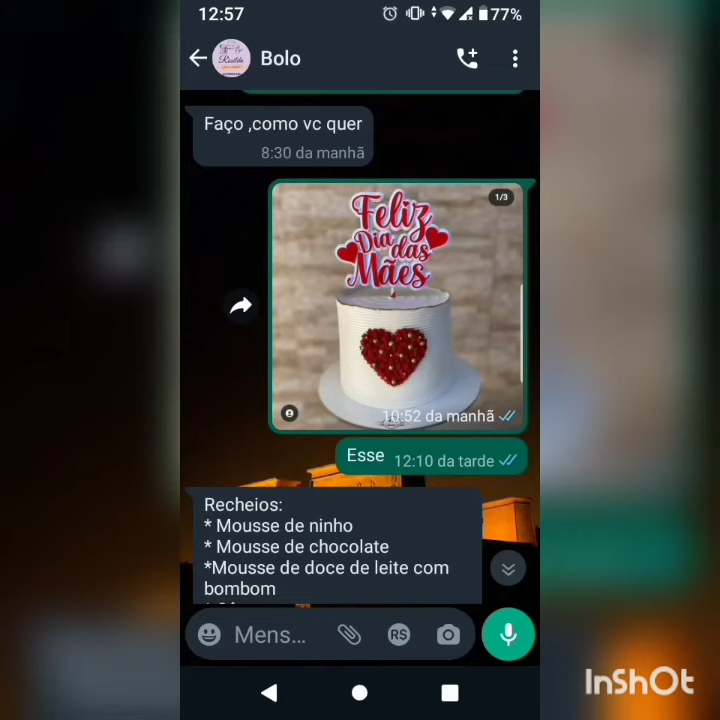 12:57
77%
Bolo
Faço ,como vc quer
8:30 da manhã
1/3
Feliz
Dia das
Mães
10:52 da manhã
Esse
12:10 da tarde
Recheios:
* Mousse de ninho
* Mousse de chocolate
*Mousse de doce de leite com
bombom
Mens...
R$
InShOt